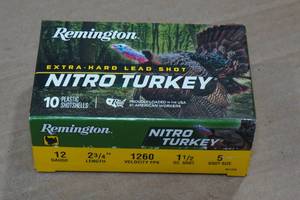 Remington
EXTRA-HARD LEAD SHOT
NITRO TURKEY
10 PLASTIC SHOTSHELLS
PROUDLY LOADED IN THE USA
BY AMERICAN WORKERS
Remington
NITRO
TURKEY
12 2 3/4" 1260 1 1/2 5
GAUGE LENGTH VELOCITY FPS OZ. SHOT SHOT SIZE